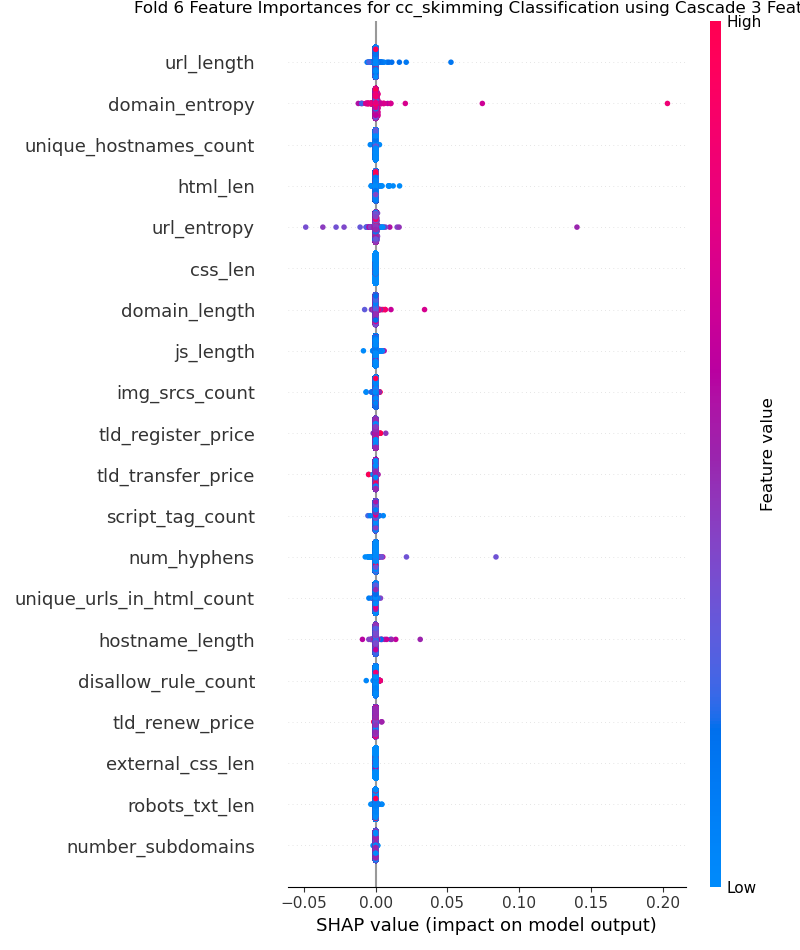 Fold 6 Feature Importances for cc_skimming Classification using Cascade 3 Feat
High
url_length
domain_entropy
unique_hostnames_count
html_len
url_entropy
css_len
domain_length
js_length
img_srcs_count
tld_register_price
tld_transfer_price
script_tag_count
num_hyphens
unique_urls_in_html_count
hostname_length
disallow_rule_count
tld_renew_price
external_css_len
robots_txt_len
number_subdomains
Feature value
Low
−0.05 0.00 0.05 0.10 0.15 0.20
SHAP value (impact on model output)